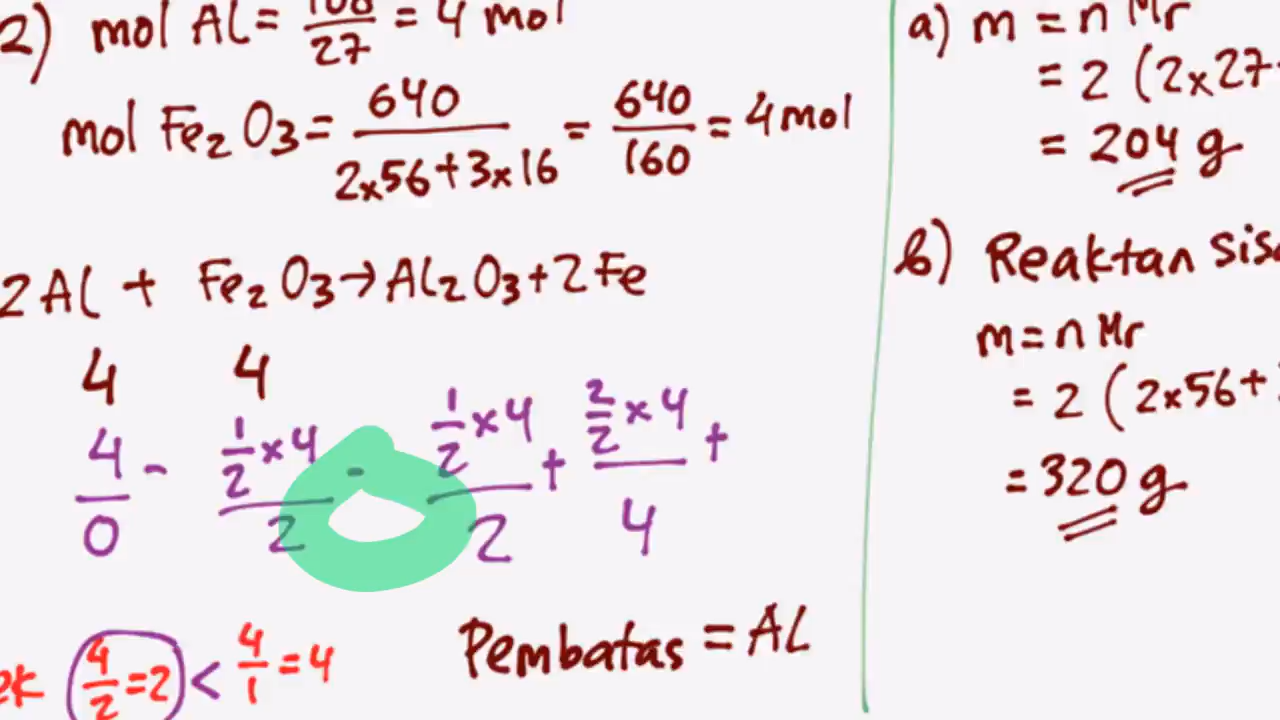 2) mol Al = 108/27 = 4 mol
mol Fe₂O₃ = 640/(2x56+3x16) = 640/160 = 4 mol
2Al + Fe₂O₃ → Al₂O₃ + 2Fe
4 4
4 - 1/2 x 4 - 1/2 x 4 + 2/2 x 4 +
0 2 2 4
ek 4/2 = 2 < 4/1 = 4
Pembatas = Al
a) m = n Mr
= 2 (2x27
= 204 g
b) Reaktan Sisa
m = n Mr
= 2 (2x56+
= 320 g